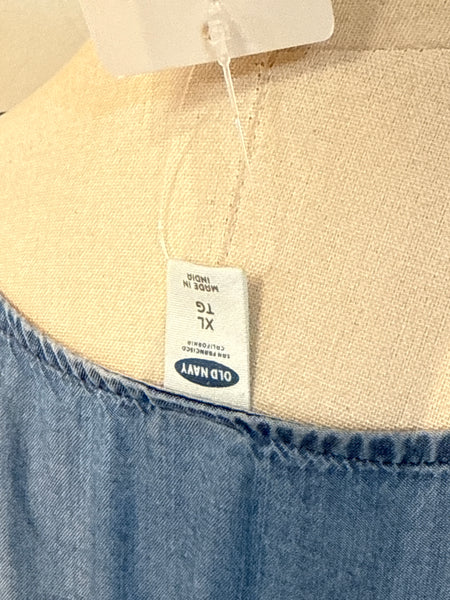 OLD NAVY
SAN FRANCISCO
CALIFORNIA
XL
TG
MADE IN
INDIA